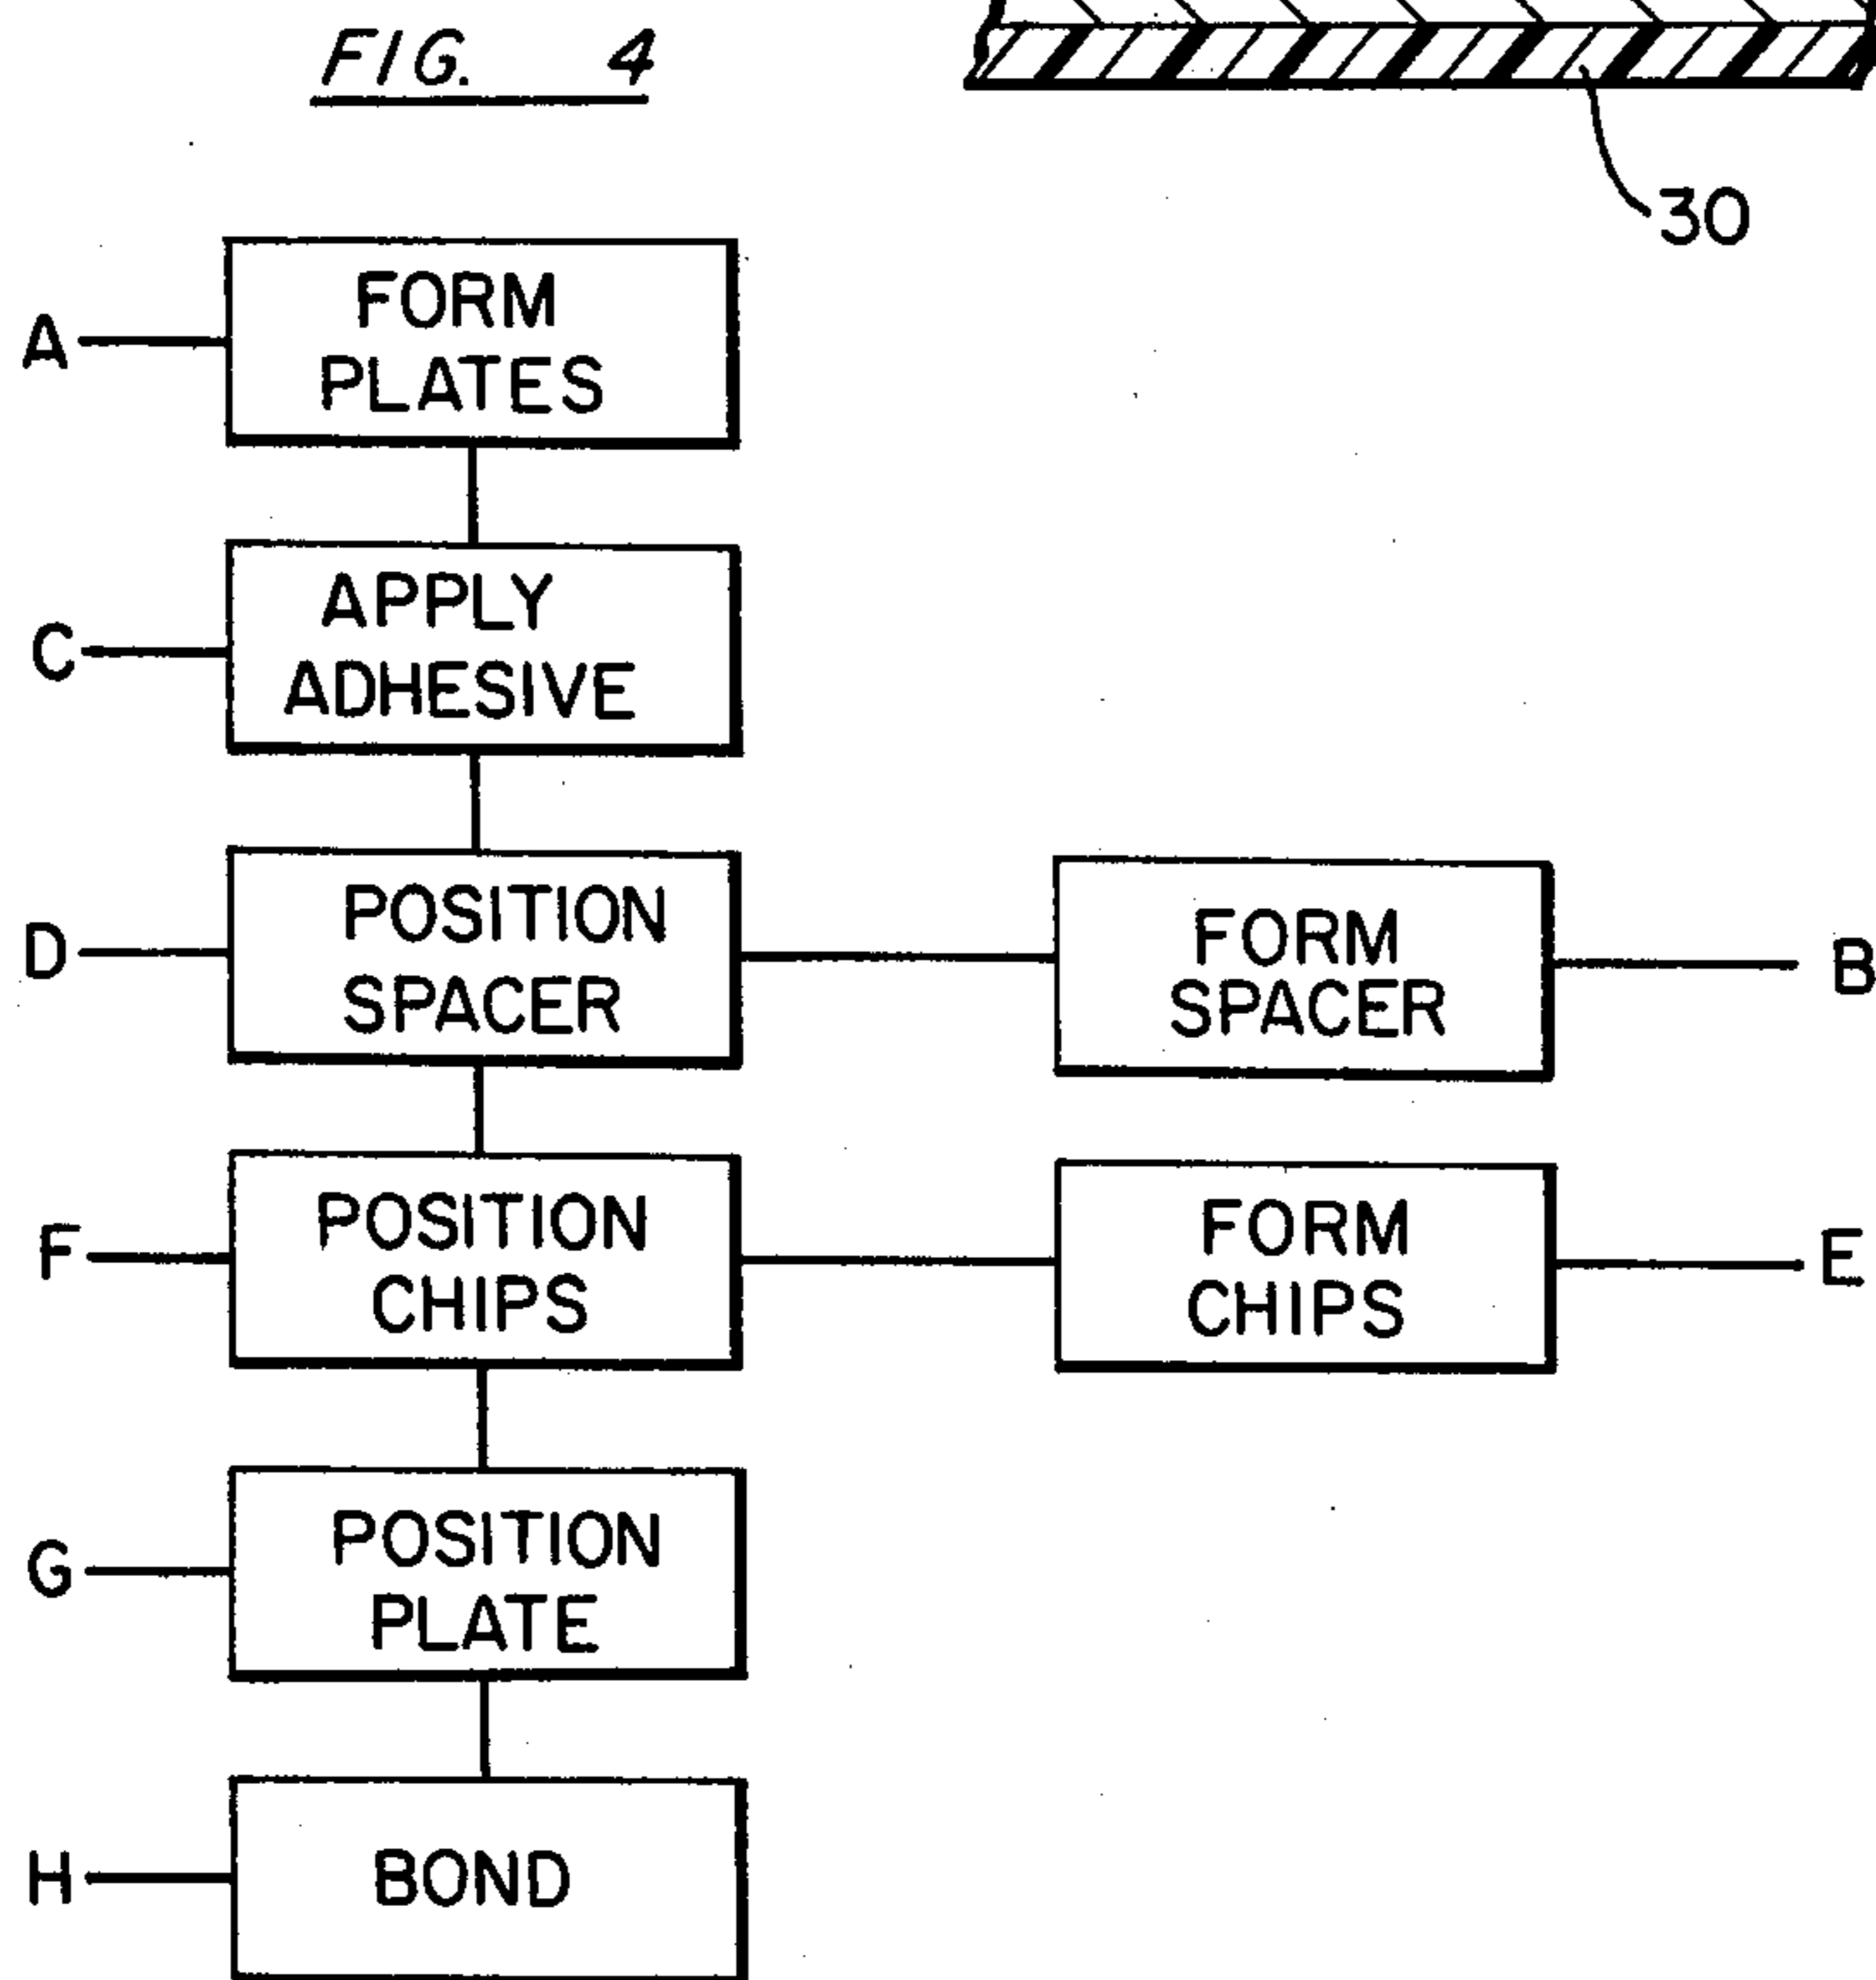 FIG. 4
30
A
FORM
PLATES
C
APPLY
ADHESIVE
D
POSITION
SPACER
FORM
SPACER
B
F
POSITION
CHIPS
FORM
CHIPS
E
G
POSITION
PLATE
H
BOND